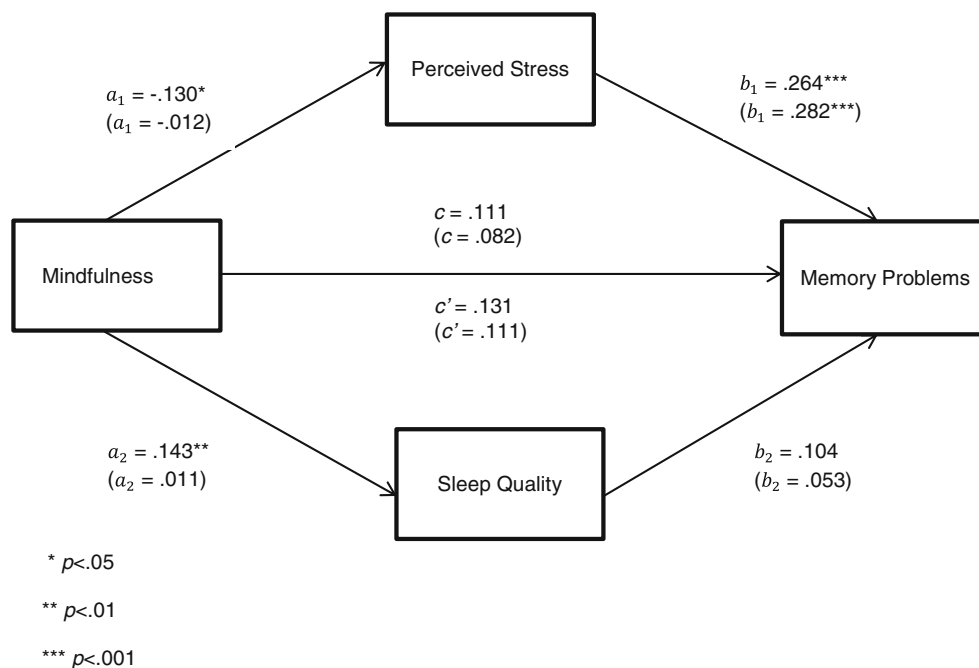 Perceived Stress
a₁ = -.130*
(a₁ = -.012)
b₁ = .264***
(b₁ = .282***)
c = .111
(c = .082)
Mindfulness
Memory Problems
c’ = .131
(c’ = .111)
a₂ = .143**
(a₂ = .011)
Sleep Quality
b₂ = .104
(b₂ = .053)
* p<.05
** p<.01
*** p<.001